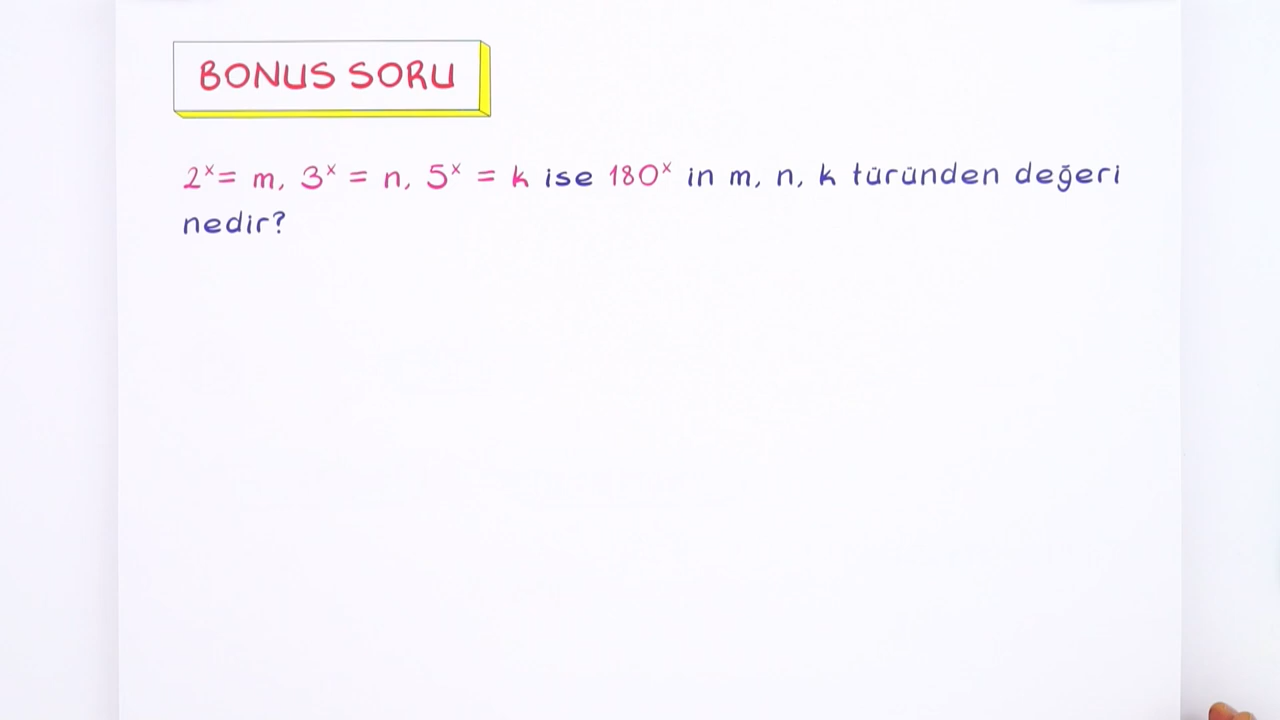 BONUS SORU
2ˣ= m, 3ˣ = n, 5ˣ = k ise 180ˣ in m, n, k türünden değeri
nedir?